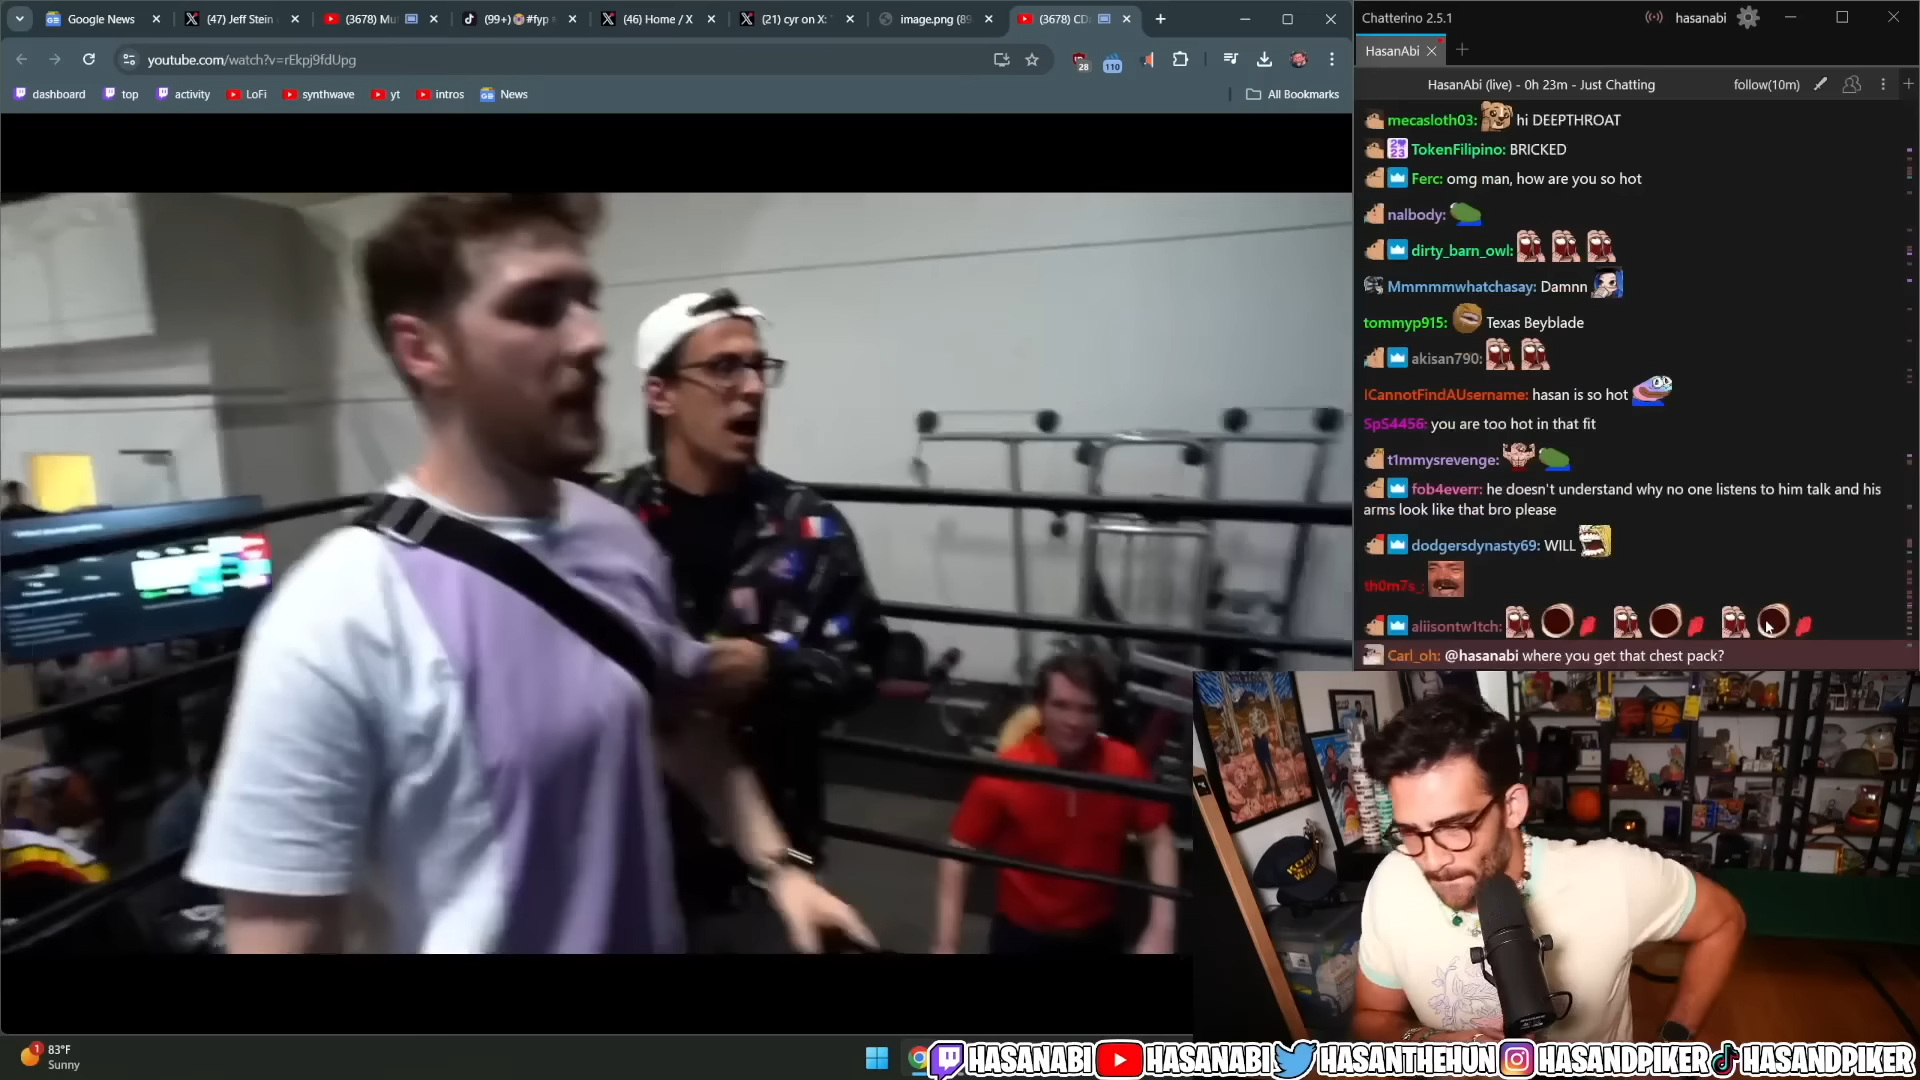 Google News
(47) Jeff Stein
(3678) Mu
(99+)
#fyp
(46) Home / X
(21) cyr on X:
image.png (89
(3678) CD
youtube.com/watch?v=rEkpj9fdUpg
28
110
dashboard
top
activity
LoFi
synthwave
yt
intros
News
All Bookmarks
Chatterino 2.5.1
hasanabi
HasanAbi
HasanAbi (live) - 0h 23m - Just Chatting
follow(10m)
mecasloth03: hi DEEPTHROAT
TokenFilipino: BRICKED
Ferc: omg man, how are you so hot
nalbody:
dirty_barn_owl:
Mmmmmwhatchasay: Damnn
tommyp915: Texas Beyblade
akisan790:
ICannotFindAUsername: hasan is so hot
SpS4456: you are too hot in that fit
t1mmysrevenge:
fob4everr: he doesn't understand why no one listens to him talk and his
arms look like that bro please
dodgersdynasty69: WILL
th0m7s_:
aliisontw1tch:
Carl_oh: @hasanabi where you get that chest pack?
1
83°F
Sunny
HASANABI
HASANABI
HASANTHEHUN
HASANDPIKER
HASANDPIKER